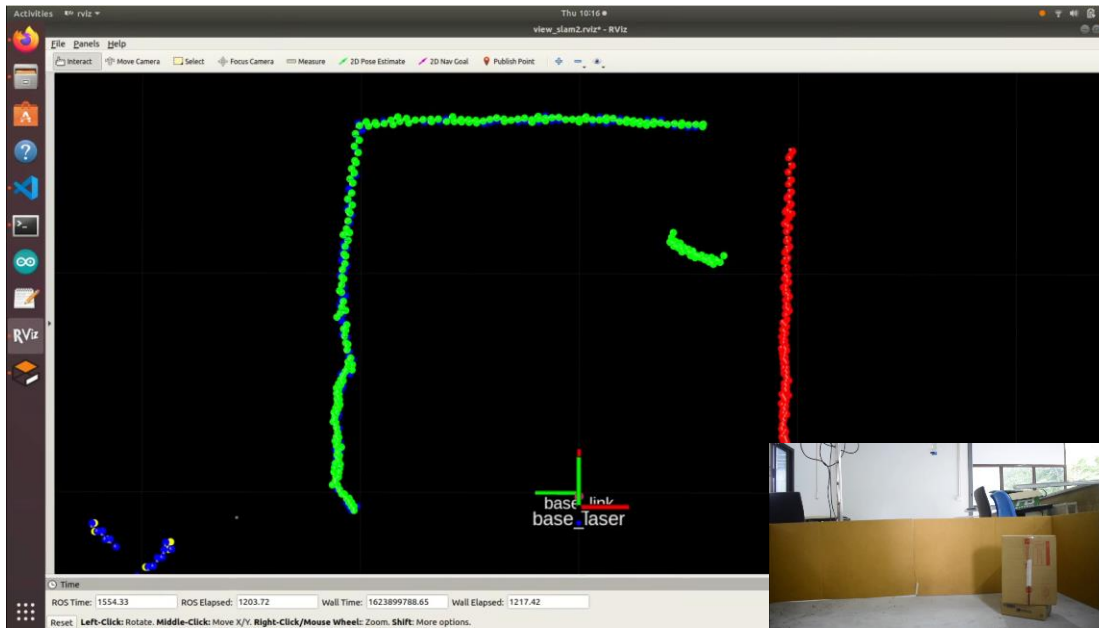 Activities rviz Thu 10:16
view_slam2.rviz* - RViz
File Panels Help
Interact Move Camera Select Focus Camera Measure 2D Pose Estimate 2D Nav Goal Publish Point
RViz
base_link
base_laser
Time
ROS Time: 1554.33 ROS Elapsed: 1203.72 Wall Time: 1623899788.65 Wall Elapsed: 1217.42
Reset Left-Click: Rotate. Middle-Click: Move X/Y. Right-Click/Mouse Wheel: Zoom. Shift: More options.